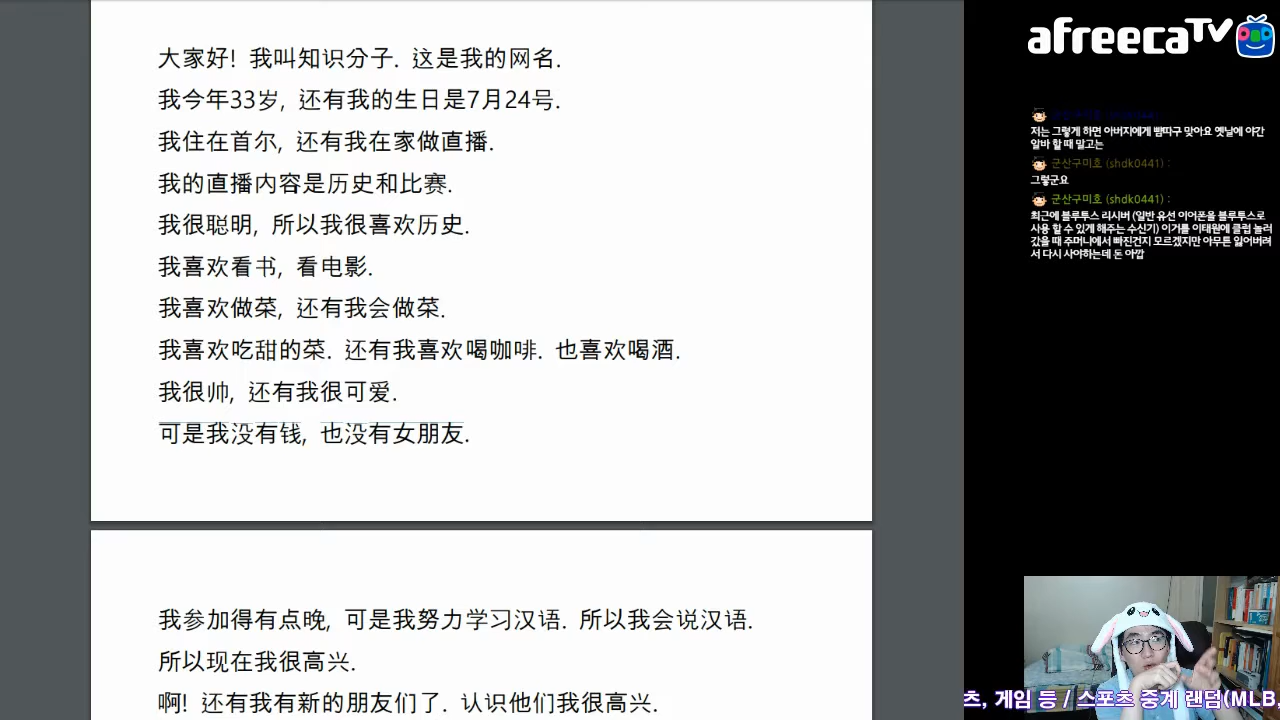 大家好! 我叫知识分子. 这是我的网名.
我今年33岁, 还有我的生日是7月24号.
我住在首尔, 还有我在家做直播.
我的直播内容是历史和比赛.
我很聪明, 所以我很喜欢历史.
我喜欢看书, 看电影.
我喜欢做菜, 还有我会做菜.
我喜欢吃甜的菜. 还有我喜欢喝咖啡. 也喜欢喝酒.
我很帅, 还有我很可爱.
可是我没有钱, 也没有女朋友.
我参加得有点晚, 可是我努力学习汉语. 所以我会说汉语.
所以现在我很高兴.
啊! 还有我有新的朋友们了. 认识他们我很高兴.
afreecaTV
군산구미호 (shdk0441) :
저는 그렇게 하면 아버지에게 뺨따구 맞아요 옛날에 야간
알바 할 때 말고는
군산구미호 (shdk0441) :
그렇군요
군산구미호 (shdk0441) :
최근에 블루투스 리시버 (일반 유선 이어폰을 블루투스로
사용 할 수 있게 해주는 수신기) 이거를 이태원에 클럽 놀러
갔을 때 주머니에서 빠진건지 모르겠지만 아무튼 잃어버려
서 다시 사야하는데 돈 아깝
츠, 게임 등 / 스포츠 중계 랜덤(MLB,